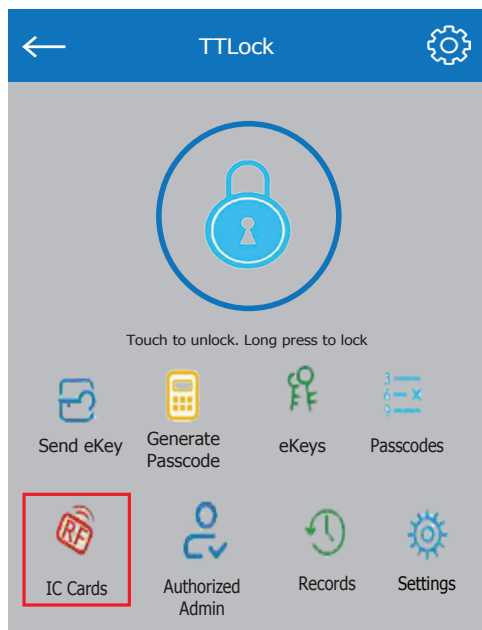 TTLock
Touch to unlock. Long press to lock
Send eKey
Generate
Passcode
eKeys
Passcodes
RF
IC Cards
Authorized
Admin
Records
Settings